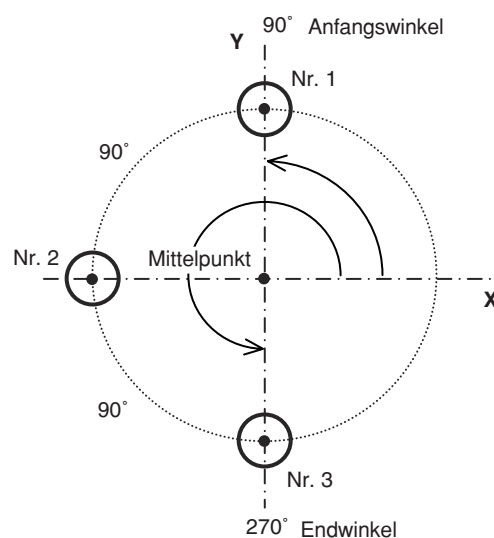 Y 90° Anfangswinkel
Nr. 1
90°
Nr. 2
Mittelpunkt
X
90°
Nr. 3
270° Endwinkel